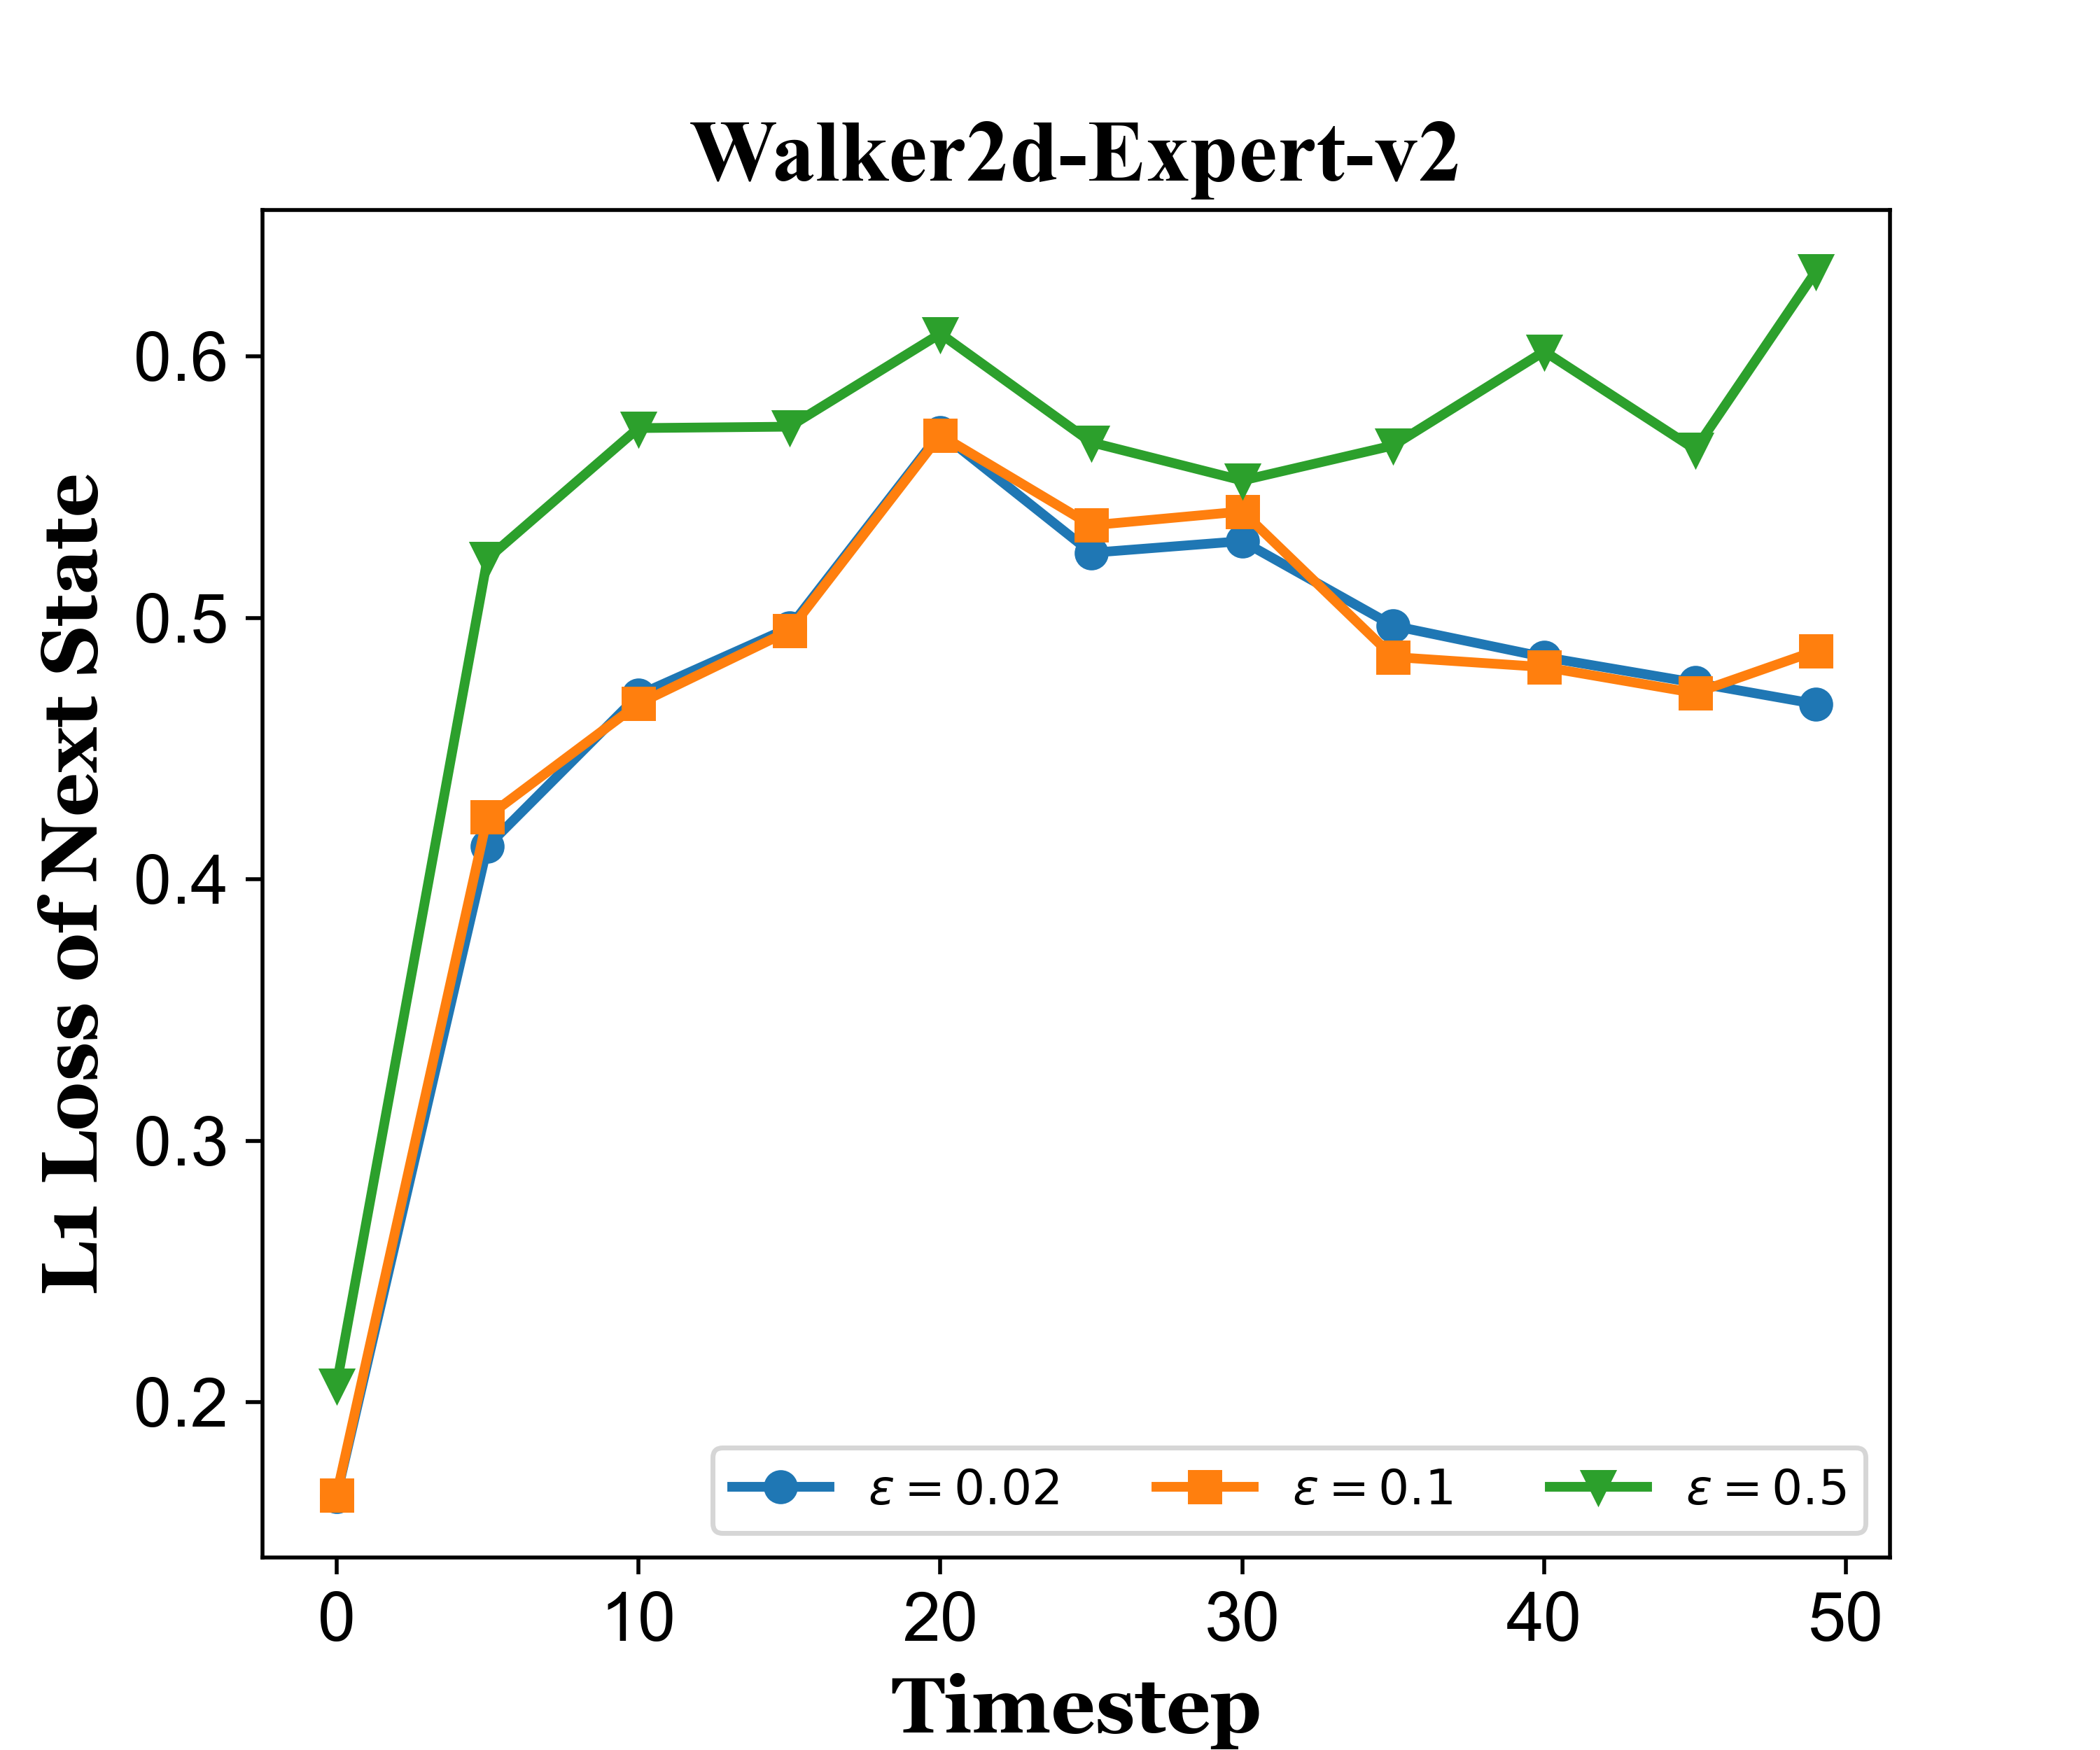 Walker2d-Expert-v2
L1 Loss of Next State
0.6
0.5
0.4
0.3
0.2
ε = 0.02 ε = 0.1 ε = 0.5
0 10 20 30 40 50
Timestep